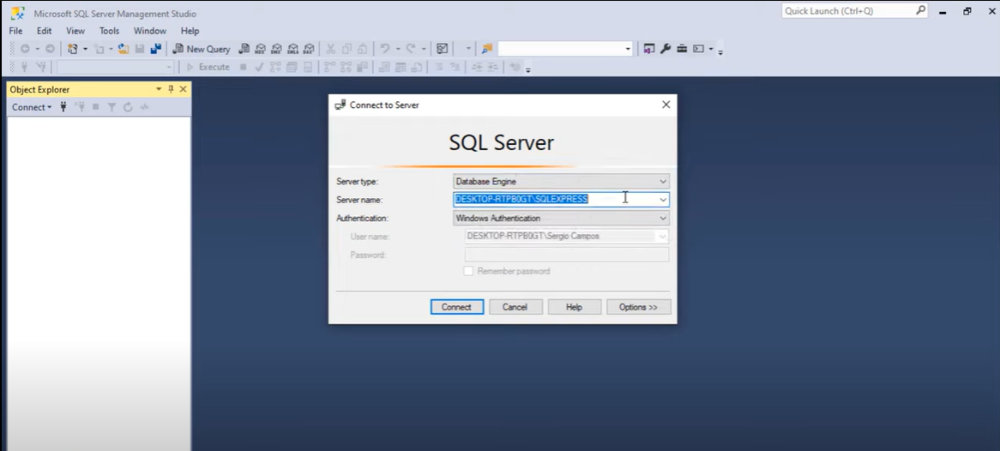 Microsoft SQL Server Management Studio
Quick Launch (Ctrl+Q)
File Edit View Tools Window Help
New Query
Execute
Object Explorer
Connect
Connect to Server
SQL Server
Server type: Database Engine
Server name: DESKTOP-RTPB0GT\SQLEXPRESS
Authentication: Windows Authentication
User name: DESKTOP-RTPB0GT\Sergio Campos
Password:
Remember password
Connect Cancel Help Options >>